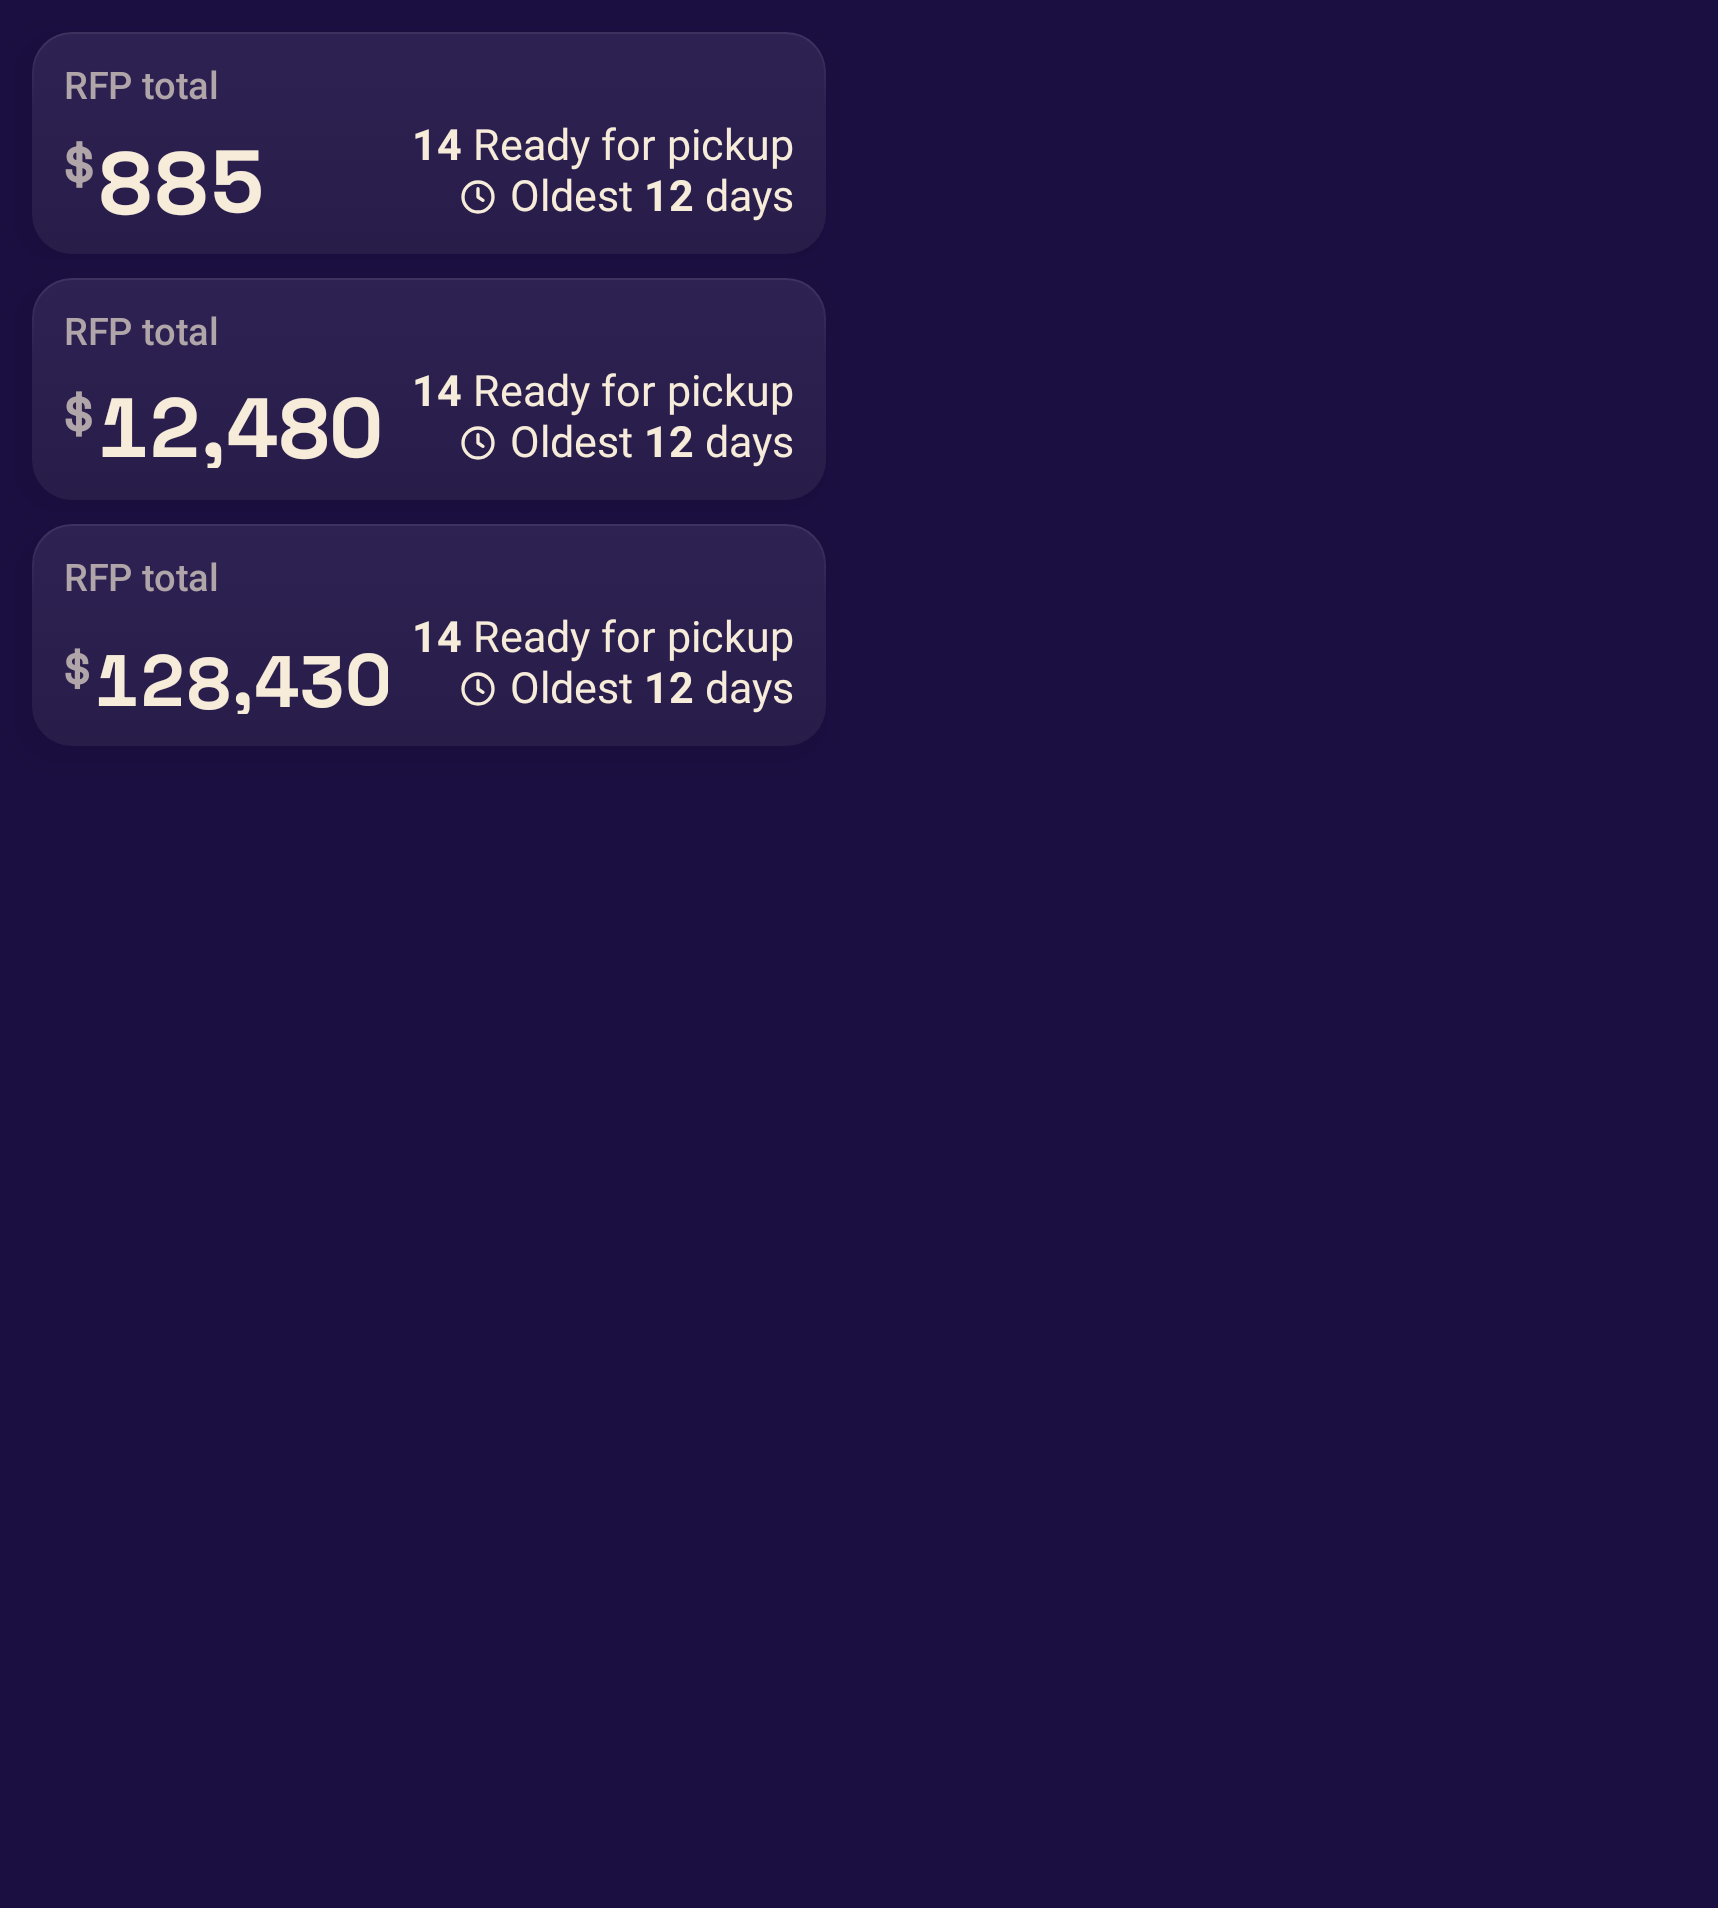 RFP total
$885
14 Ready for pickup
Oldest 12 days
RFP total
$12,480
14 Ready for pickup
Oldest 12 days
RFP total
$128,430
14 Ready for pickup
Oldest 12 days